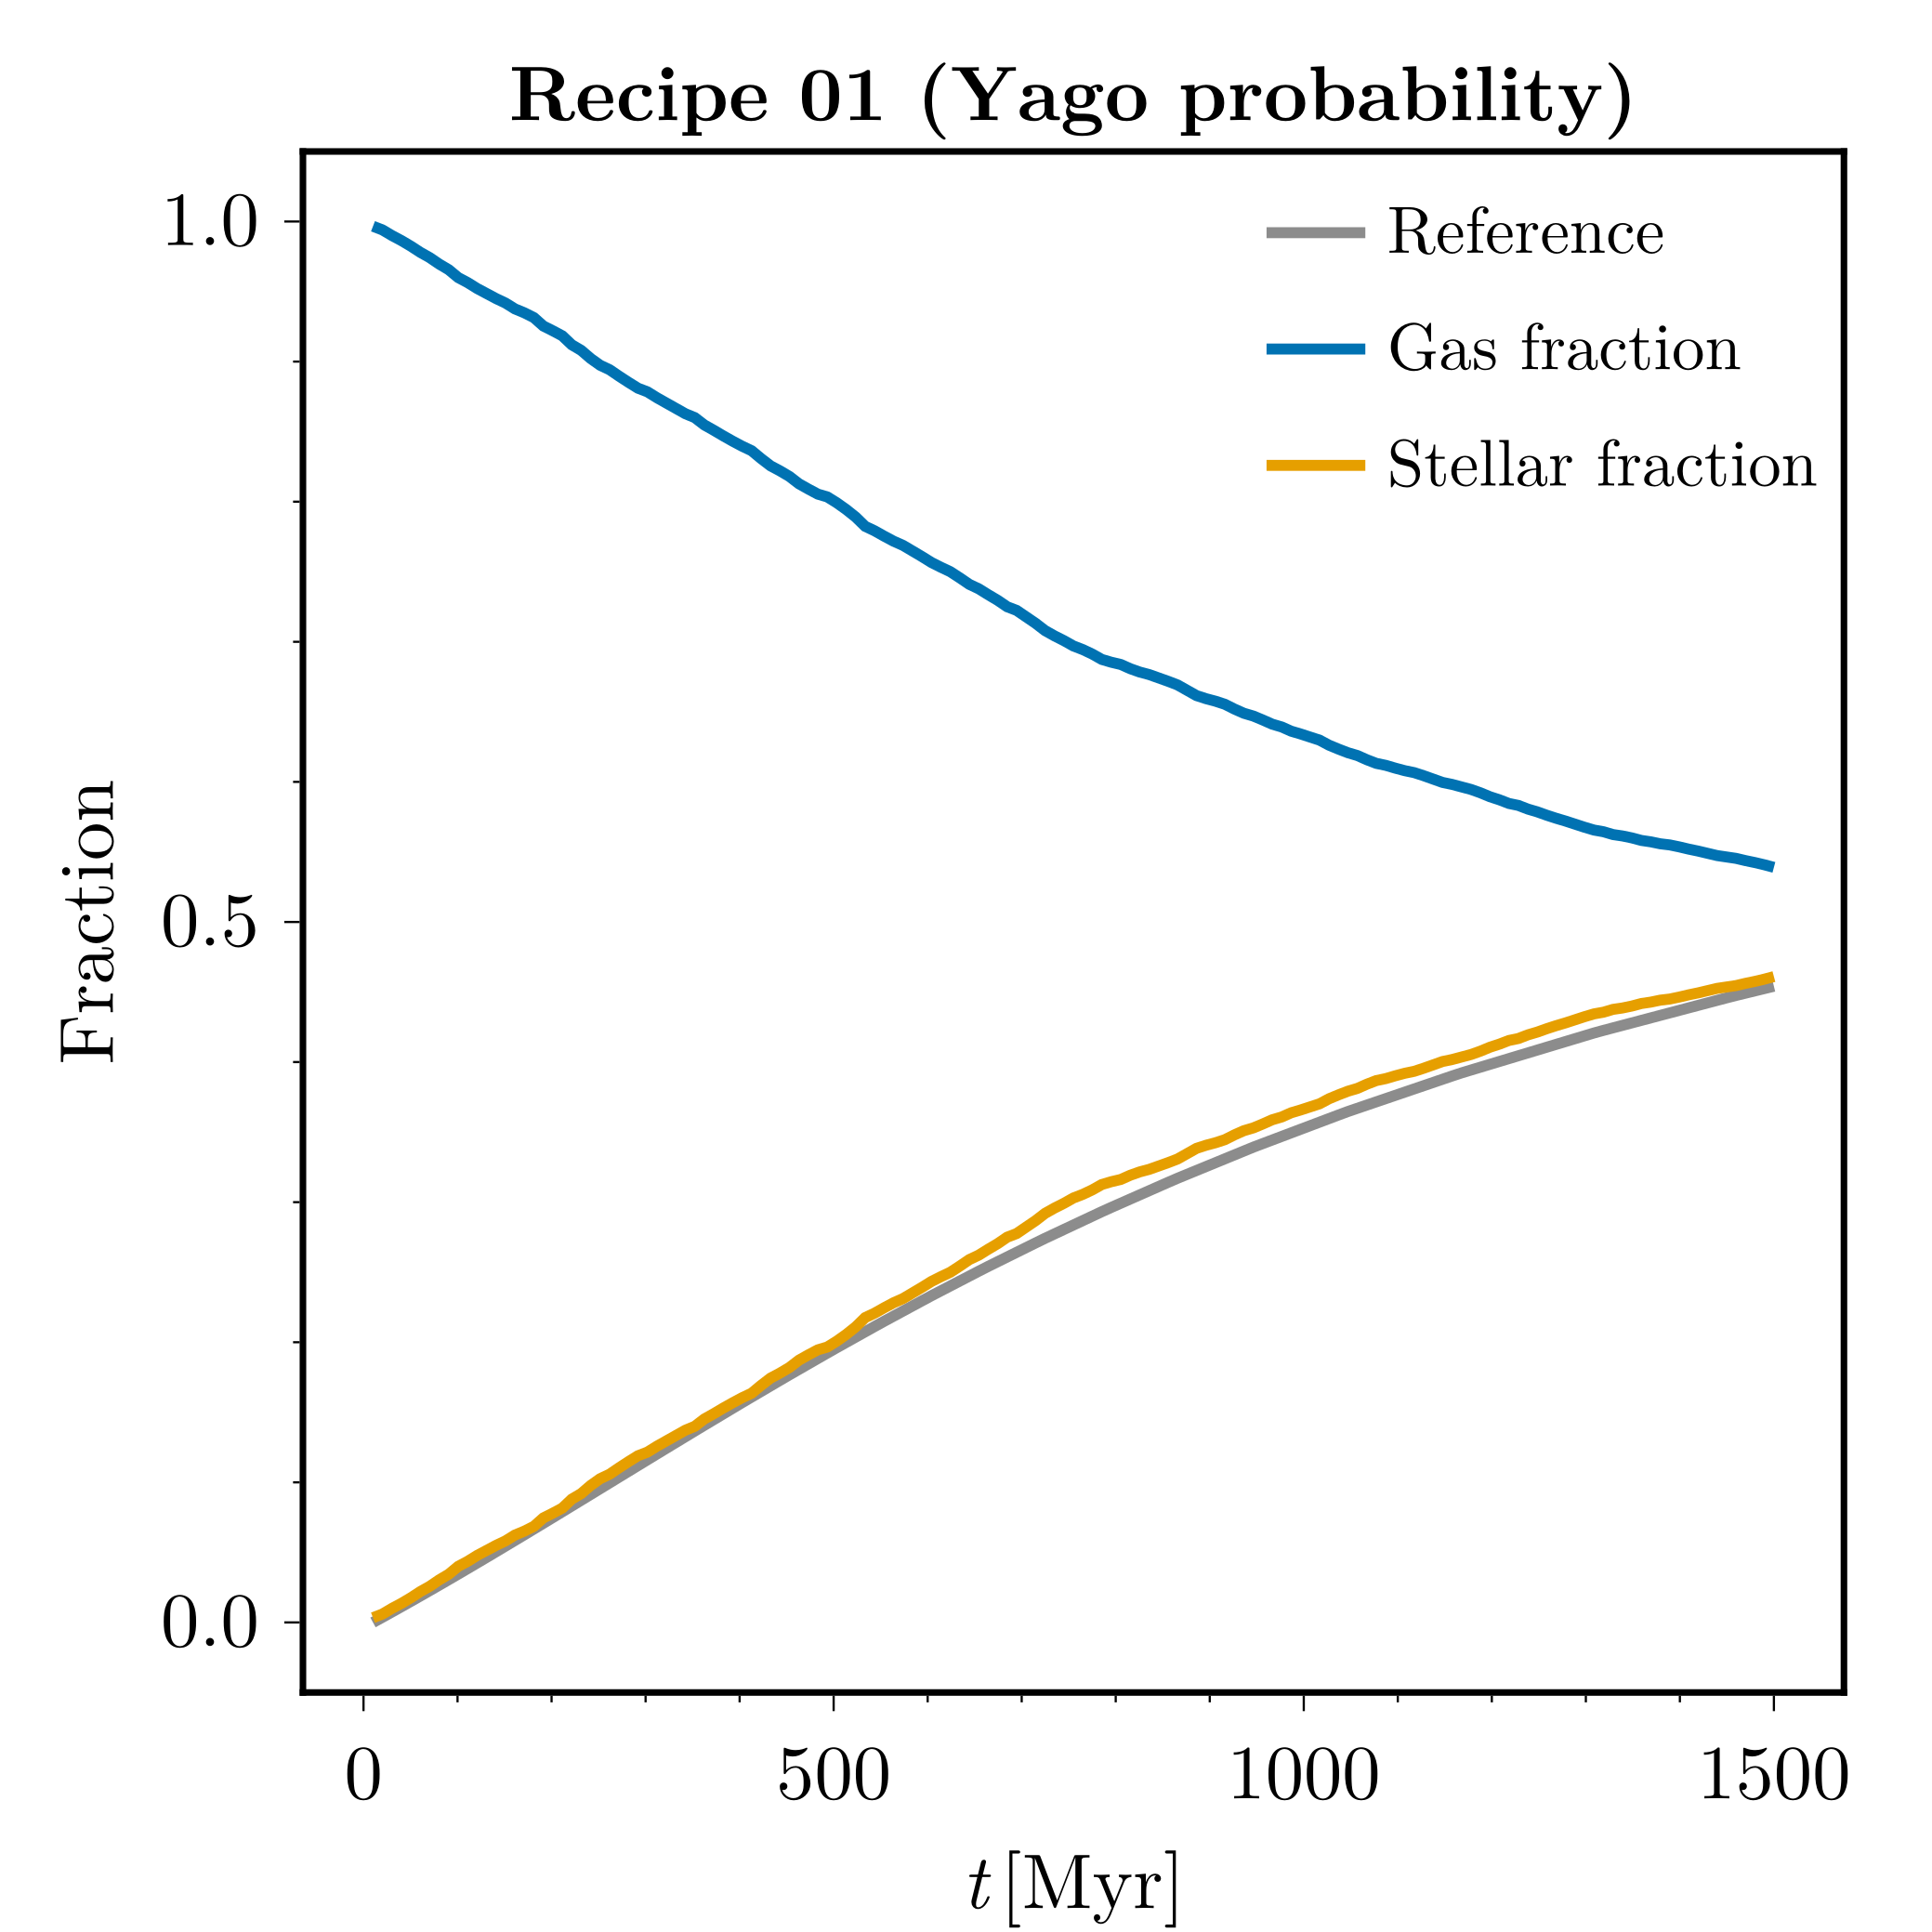 Recipe 01 (Yago probability)
1.0
Reference
Gas fraction
Stellar fraction
Fraction
0.5
0.0
0 500 1000 1500
t [Myr]